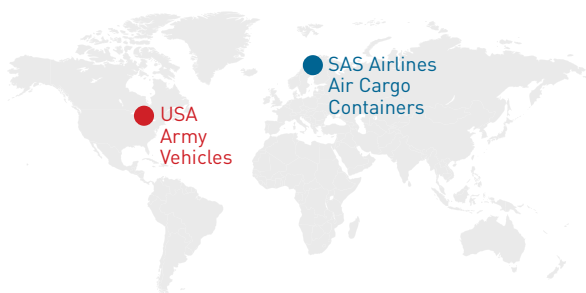 SAS Airlines
Air Cargo
Containers
USA
Army
Vehicles